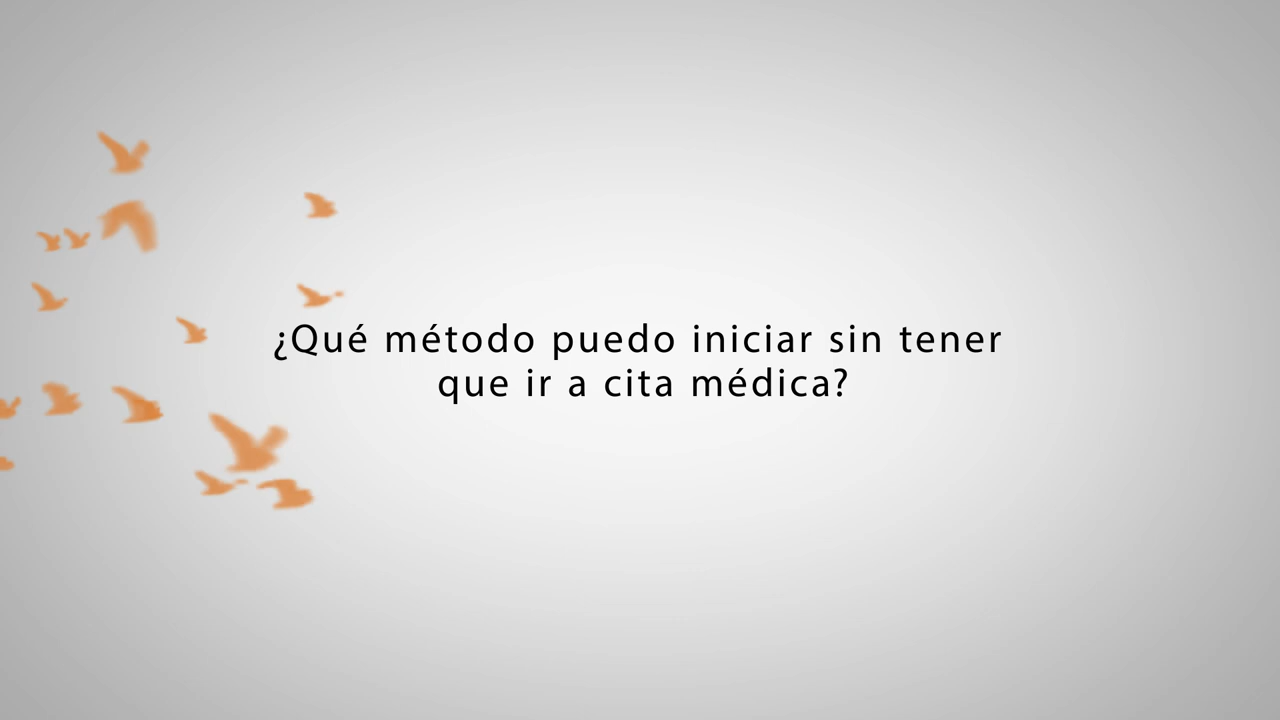 ¿Qué método puedo iniciar sin tener
que ir a cita médica?